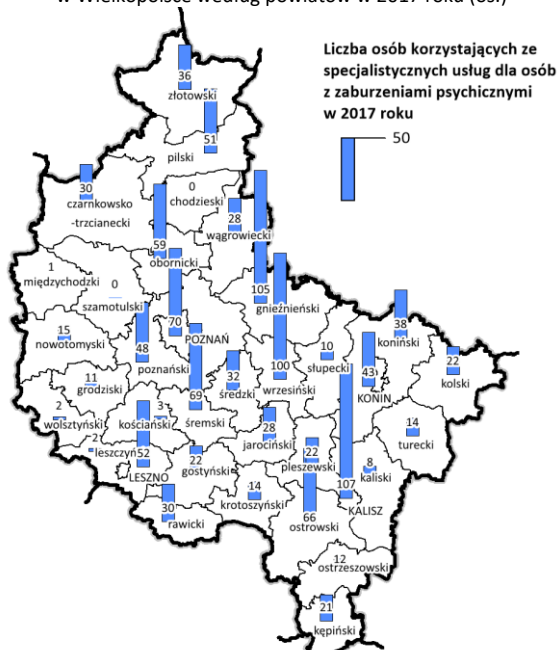 w Wielkopolsce według powiatów w 2017 roku (os.)
Liczba osób korzystających ze
specjalistycznych usług dla osób
z zaburzeniami psychicznymi
w 2017 roku
50
36
złotowski
51
pilski
30
czarnkowsko
-trzcianecki
0
chodzieski
28
wągrowiecki
59
obornicki
1
międzychodzki
0
szamotulski
105
gnieźnieński
70
POZNAŃ
15
nowotomyski
48
poznański
38
koniński
10
słupecki
43
KONIN
22
kolski
100
wrzesiński
32
średzki
11
grodziski
69
śremski
2
wolsztyński
3
kościański
28
jarociński
14
turecki
2
leszczyń
52
LESZNO
22
gostyński
22
pleszewski
8
kaliski
107
KALISZ
14
krotoszyński
30
rawicki
66
ostrowski
12
ostrzeszowski
21
kępiński